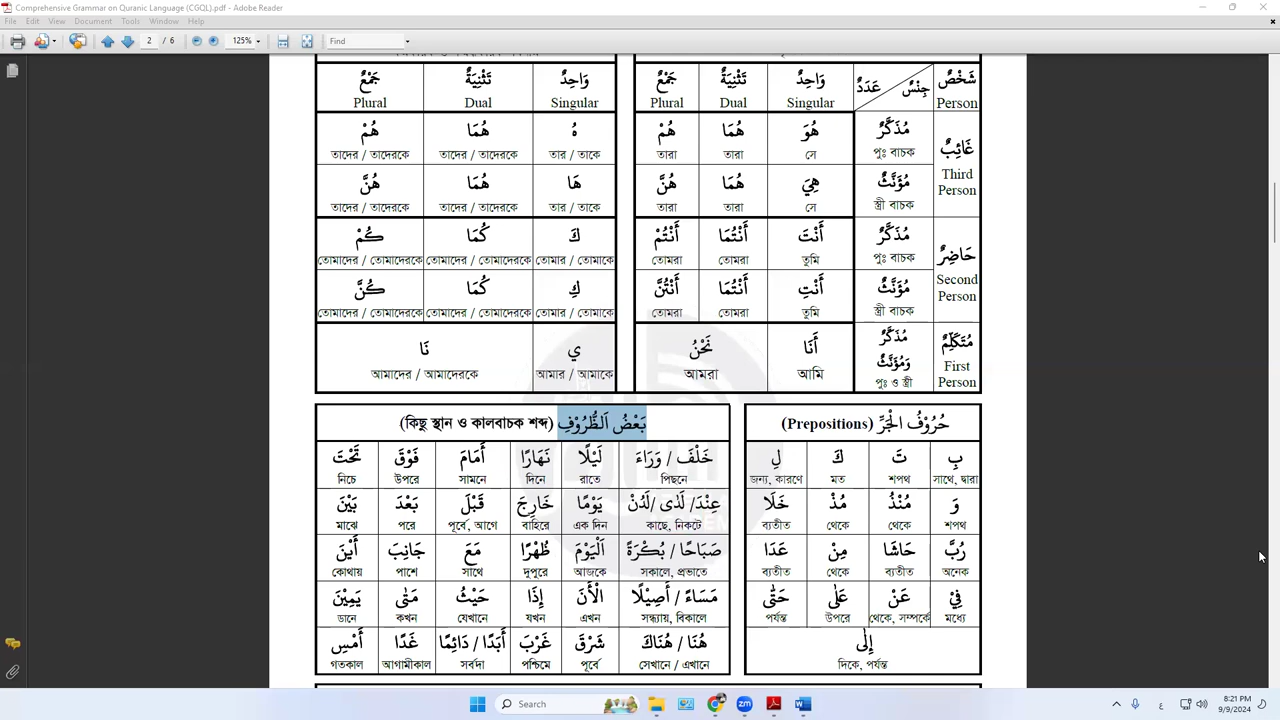 Comprehensive Grammar on Quranic Language (CGQL).pdf - Adobe Reader
File Edit View Document Tools Window Help
2 / 6 125% Find
جَمْعٌ تَثْنِيَةٌ وَاحِدٌ
Plural Dual Singular
هُمْ هُمَا هُ
তাদের / তাদেরকে তাদের / তাদেরকে তার / তাকে
هُنَّ هُمَا هَا
তাদের / তাদেরকে তাদের / তাদেরকে তার / তাকে
كُمْ كُمَا كَ
তোমাদের / তোমাদেরকে তোমাদের / তোমাদেরকে তোমার / তোমাকে
كُنَّ كُمَا كِ
তোমাদের / তোমাদেরকে তোমাদের / তোমাদেরকে তোমার / তোমাকে
نَا ي
আমাদের / আমাদেরকে আমার / আমাকে
جَمْعٌ تَثْنِيَةٌ وَاحِدٌ عَدَدٌ جِنْسٌ شَخْصٌ
Plural Dual Singular Person
هُمْ هُمَا هُوَ مُذَكَّرٌ غَائِبٌ
তারা তারা সে পুঃ বাচক Third Person
هُنَّ هُمَا هِيَ مُؤَنَّثٌ
তারা তারা সে স্ত্রী বাচক
أَنْتُمْ أَنْتُمَا أَنْتَ مُذَكَّرٌ حَاضِرٌ
তোমরা তোমরা তুমি পুঃ বাচক Second Person
أَنْتُنَّ أَنْتُمَا أَنْتِ مُؤَنَّثٌ
তোমরা তোমরা তুমি স্ত্রী বাচক
نَحْنُ أَنَا مُذَكَّرٌ وَمُؤَنَّثٌ مُتَكَلِّمٌ
আমরা আমি পুঃ ও স্ত্রী First Person
بَعْضُ اَلظُّرُوْفِ (কিছু স্থান ও কালবাচক শব্দ)
تَحْتَ فَوْقَ أَمَامَ نَهَارًا لَيْلًا خَلْفَ / وَرَاءَ
নিচে উপরে সামনে দিনে রাতে পিছনে
بَيْنَ بَعْدَ قَبْلَ خَارِجَ يَوْمًا عِنْدَ/ لَدٰى /لَدُنْ
মাঝে পরে পূর্বে, আগে বাহিরে এক দিন কাছে, নিকটে
أَيْنَ جَانِبَ مَعَ ظُهْرًا اَلْيَوْمَ صَبَاحًا / بُكْرَةً
কোথায় পাশে সাথে দুপুরে আজকে সকালে, প্রভাতে
يَمِيْنَ مَتٰى حَيْثُ إِذَا الْأَنَ مَسَاءً / أَصِيْلًا
ডানে কখন যেখানে যখন এখন সন্ধ্যায়, বিকালে
أَمْسِ غَدًا أَبَدًا / دَائِمًا غَرْبَ شَرْقَ هُنَا / هُنَاكَ
গতকাল আগামীকাল সর্বদা পশ্চিমে পূর্বে সেখানে / এখানে
حُرُوْفُ الْجَرِّ (Prepositions)
لِ كَ تَ بِ
জন্য, কারণে মত শপথ সাথে, দ্বারা
خَلَا مُذْ مُنْذُ وَ
ব্যতীত থেকে থেকে শপথ
عَدَا مِنْ حَاشَا رُبَّ
ব্যতীত থেকে ব্যতীত অনেক
حَتّٰى عَلٰى عَنْ فِيْ
পর্যন্ত উপরে থেকে, সম্পর্কে মধ্যে
إِلٰى
দিকে, পর্যন্ত
Search
8:21 PM
9/9/2024